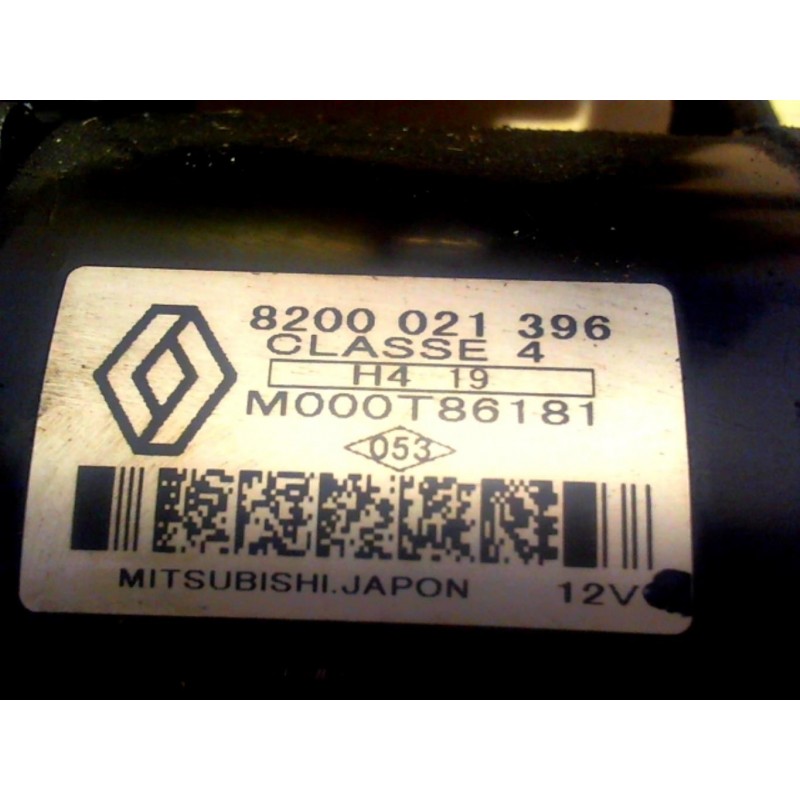 8200 021 396
CLASSE 4
H4 19
M000T86181
053
MITSUBISHI.JAPON 12V